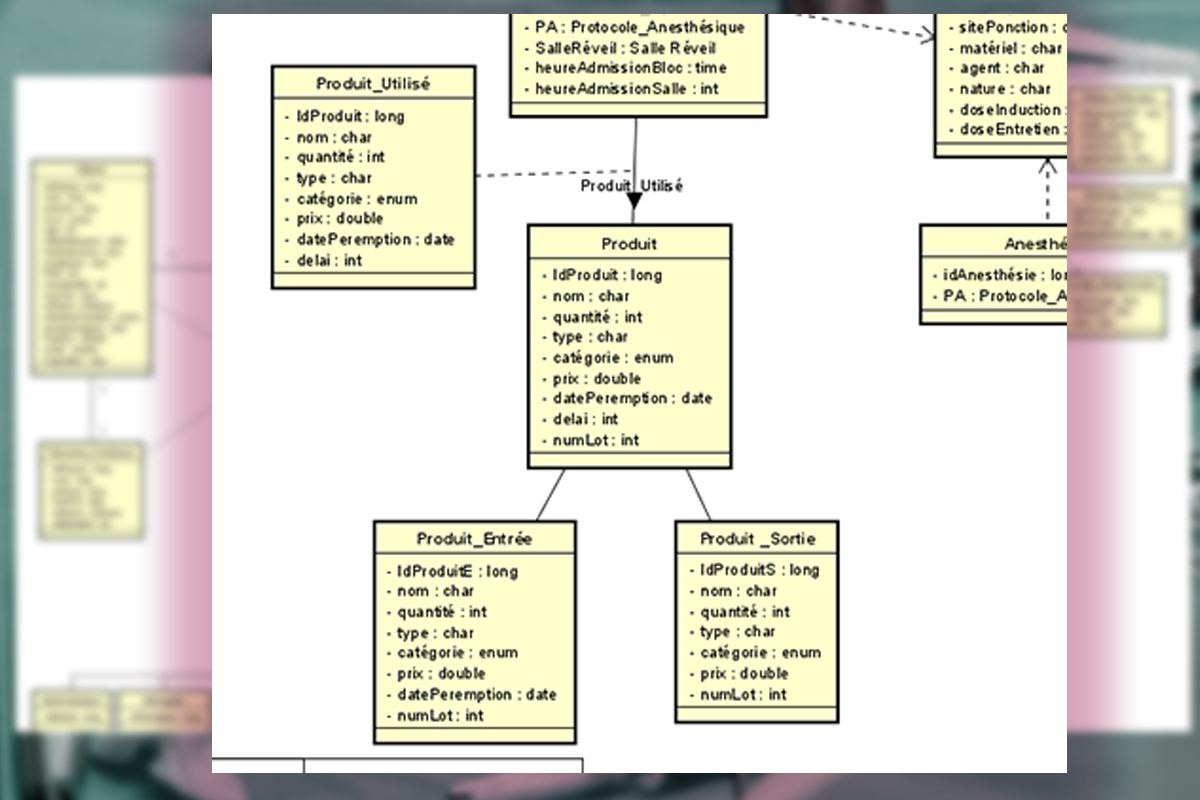 - PA : Protocole_Anesthésique
- SalleRéveil : Salle Réveil
- heureAdmissionBloc : time
- heureAdmissionSalle : int
- sitePonction :
- matériel : char
- agent : char
- nature : char
- doseInduction :
- doseEntretien :
Produit_Utilisé
- IdProduit : long
- nom : char
- quantité : int
- type : char
- catégorie : enum
- prix : double
- datePeremption : date
- delai : int
Produit_Utilisé
Produit
- IdProduit : long
- nom : char
- quantité : int
- type : char
- catégorie : enum
- prix : double
- datePeremption : date
- delai : int
- numLot : int
Anesthé
- idAnesthésie : lo
- PA : Protocole_A
Produit_Entrée
- IdProduitE : long
- nom : char
- quantité : int
- type : char
- catégorie : enum
- prix : double
- datePeremption : date
- numLot : int
Produit _Sortie
- IdProduitS : long
- nom : char
- quantité : int
- type : char
- catégorie : enum
- prix : double
- numLot : int